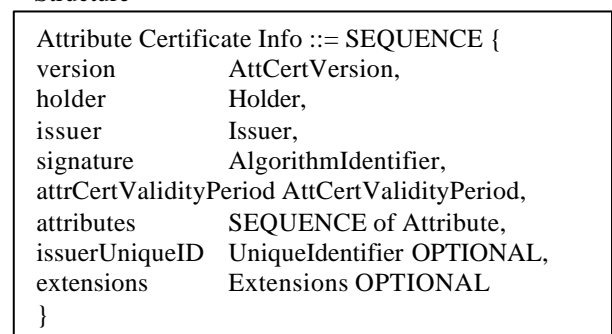 Attribute Certificate Info ::= SEQUENCE {
version AttCertVersion,
holder Holder,
issuer Issuer,
signature AlgorithmIdentifier,
attrCertValidityPeriod AttCertValidityPeriod,
attributes SEQUENCE of Attribute,
issuerUniqueID UniqueIdentifier OPTIONAL,
extensions Extensions OPTIONAL
}